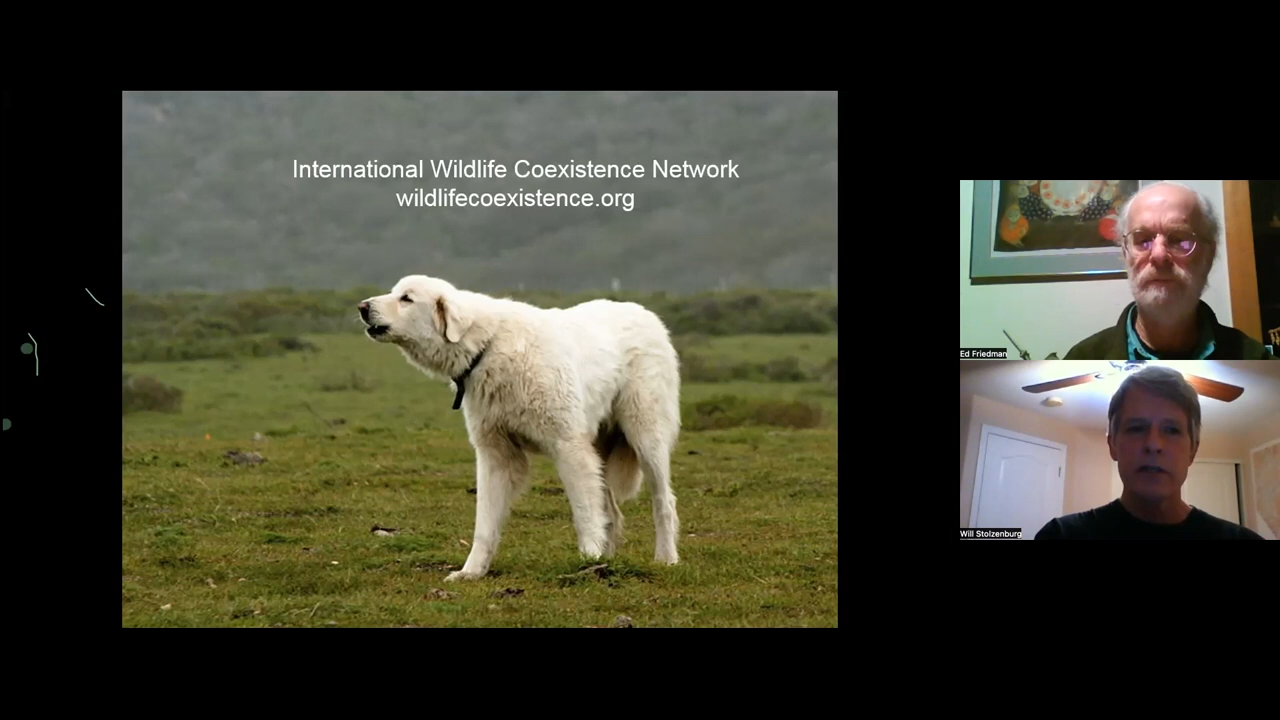 International Wildlife Coexistence Network
wildlifecoexistence.org
Ed Friedman
Will Stolzenburg